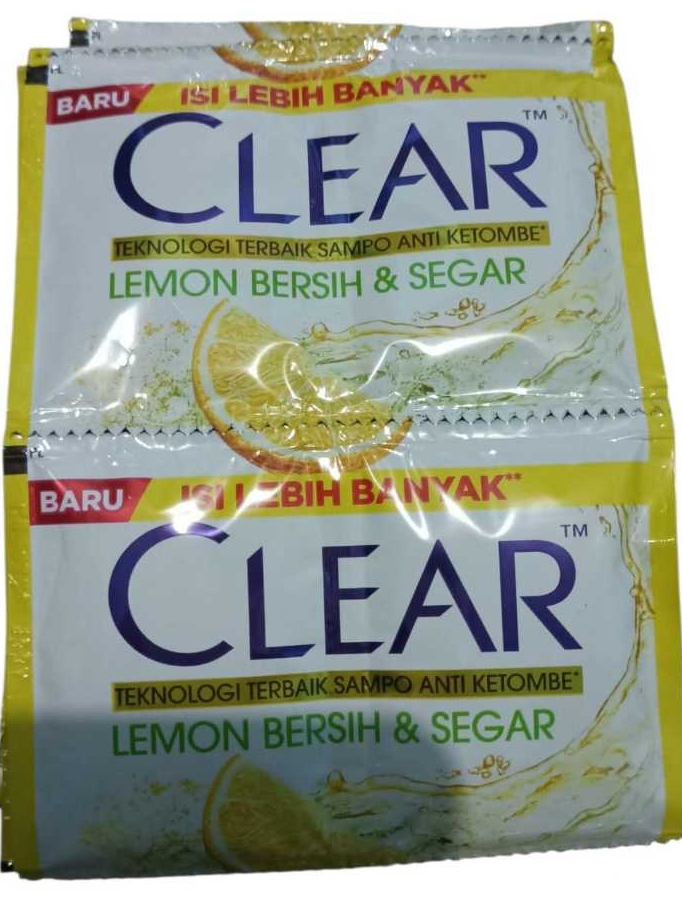 BARU
ISI LEBIH BANYAK**
CLEAR™
TEKNOLOGI TERBAIK SAMPO ANTI KETOMBE*
LEMON BERSIH & SEGAR
BARU
ISI LEBIH BANYAK**
CLEAR™
TEKNOLOGI TERBAIK SAMPO ANTI KETOMBE*
LEMON BERSIH & SEGAR